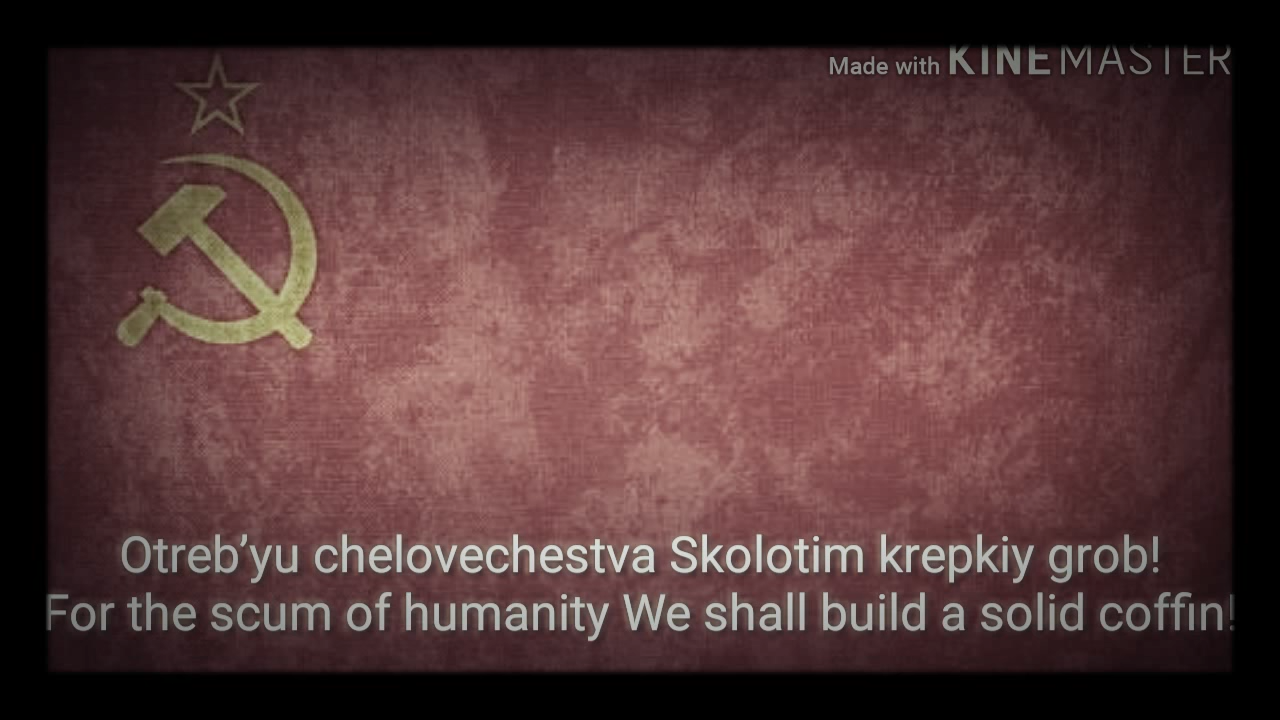 Made with KINEMASTER
Otreb’yu chelovechestva Skolotim krepkiy grob!
For the scum of humanity We shall build a solid coffin!